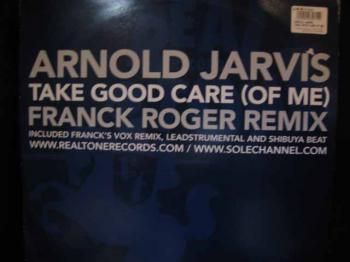 ARNOLD JARVIS
TAKE GOOD CARE (OF ME)
FRANCK ROGER REMIX
INCLUDED FRANCK'S VOX REMIX, LEADSTRUMENTAL AND SHIBUYA BEAT
WWW.REALTONERECORDS.COM / WWW.SOLECHANNEL.COM